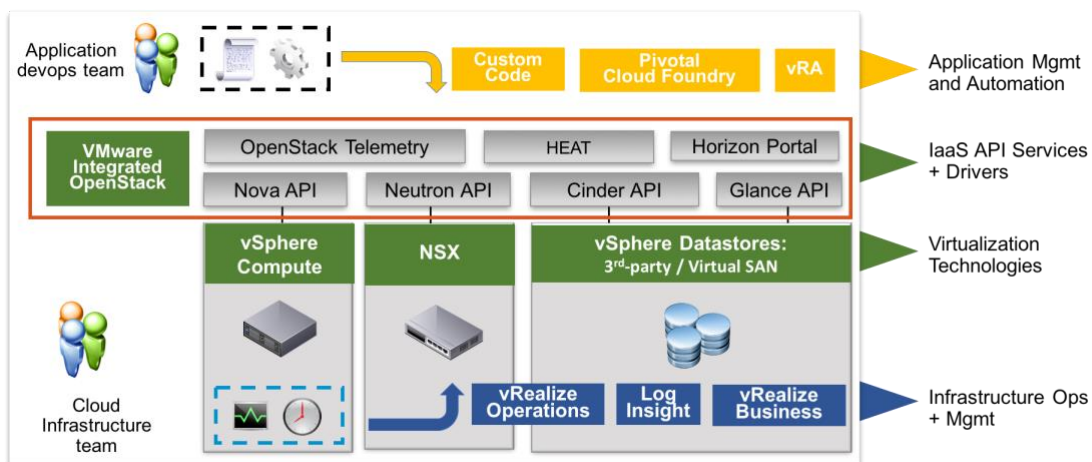 Application
devops team
Custom
Code
Pivotal
Cloud Foundry
vRA
Application Mgmt
and Automation
VMware
Integrated
OpenStack
OpenStack Telemetry
HEAT
Horizon Portal
Nova API
Neutron API
Cinder API
Glance API
IaaS API Services
+ Drivers
vSphere
Compute
NSX
vSphere Datastores:
3rd-party / Virtual SAN
Virtualization
Technologies
Cloud
Infrastructure
team
vRealize
Operations
Log
Insight
vRealize
Business
Infrastructure Ops
+ Mgmt